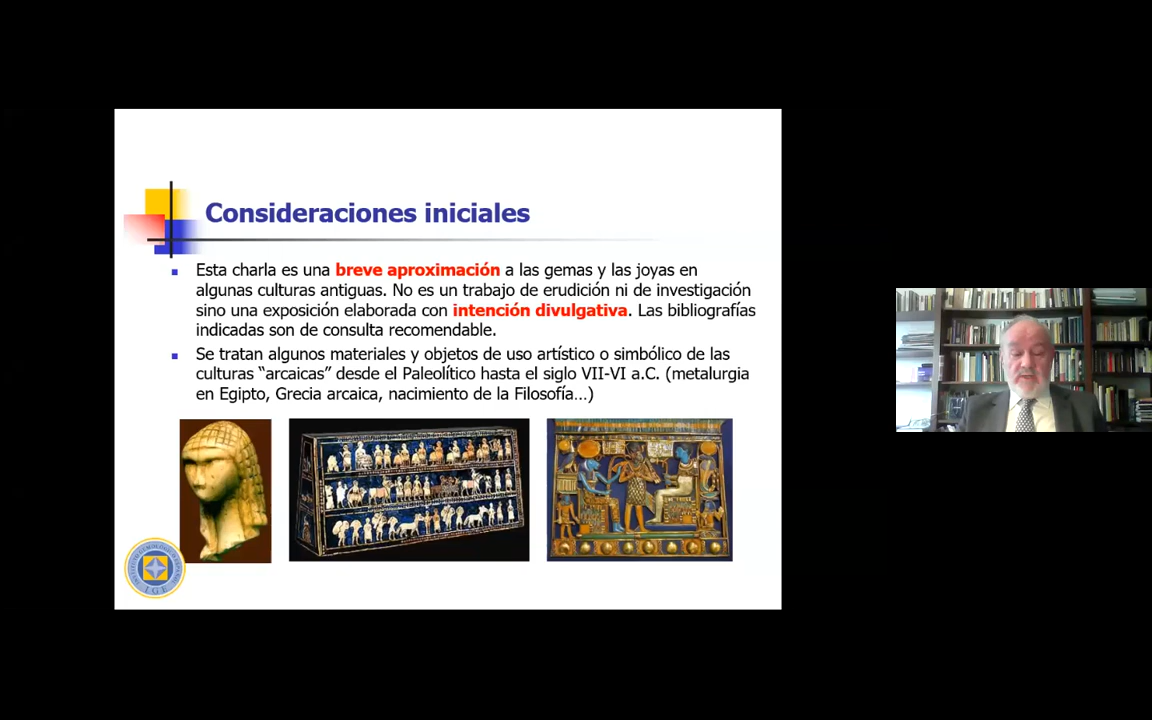 Consideraciones iniciales
Esta charla es una breve aproximación a las gemas y las joyas en
algunas culturas antiguas. No es un trabajo de erudición ni de investigación
sino una exposición elaborada con intención divulgativa. Las bibliografías
indicadas son de consulta recomendable.
Se tratan algunos materiales y objetos de uso artístico o simbólico de las
culturas “arcaicas” desde el Paleolítico hasta el siglo VII-VI a.C. (metalurgia
en Egipto, Grecia arcaica, nacimiento de la Filosofía…)
I G E